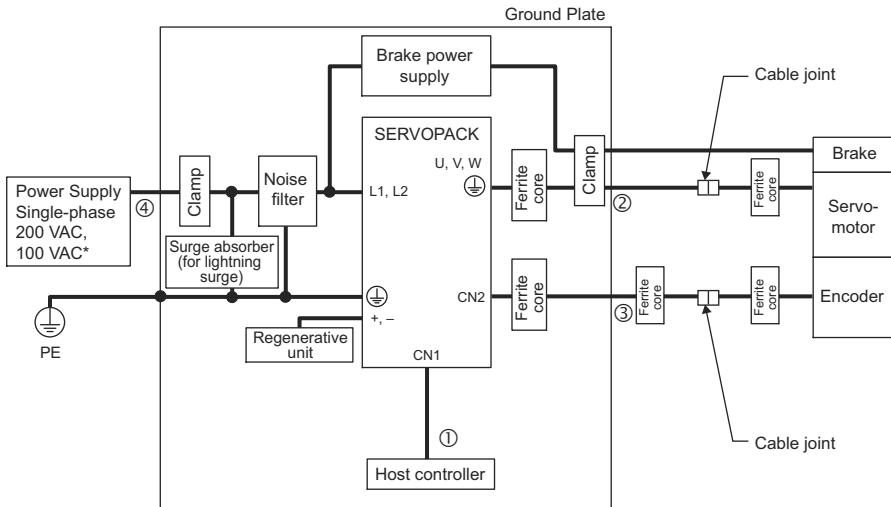 Ground Plate
Brake power
supply
Cable joint
SERVOPACK
U, V, W
L1, L2
Clamp
Noise
filter
Ferrite
core
Clamp
Ferrite
core
Brake
Power Supply
Single-phase
200 VAC,
100 VAC*
④
②
Servo-
motor
Surge absorber
(for lightning
surge)
CN2
Ferrite
core
③
Ferrite
core
Ferrite
core
Encoder
PE
+, –
Regenerative
unit
CN1
①
Cable joint
Host controller